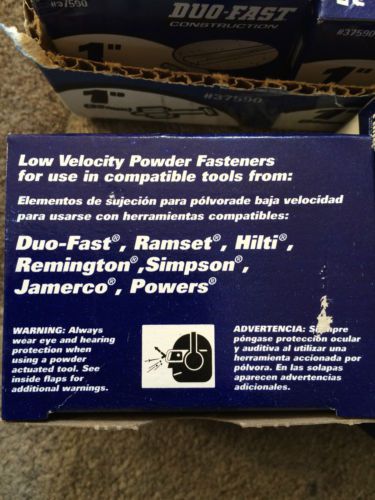 #37590
DUO-FAST
CONSTRUCTION
#37590
1"
#37590
1"
Low Velocity Powder Fasteners
for use in compatible tools from:
Elementos de sujeción para pólvorade baja velocidad
para usarse con herramientas compatibles:
Duo-Fast®, Ramset®, Hilti®,
Remington®,Simpson®,
Jamerco®, Powers®
WARNING: Always
wear eye and hearing
protection when
using a powder
actuated tool. See
inside flaps for
additional warnings.
ADVERTENCIA: Siempre
póngase protección ocular
y auditiva al utilizar una
herramienta accionada por
pólvora. En las solapas
aparecen advertencias
adicionales.